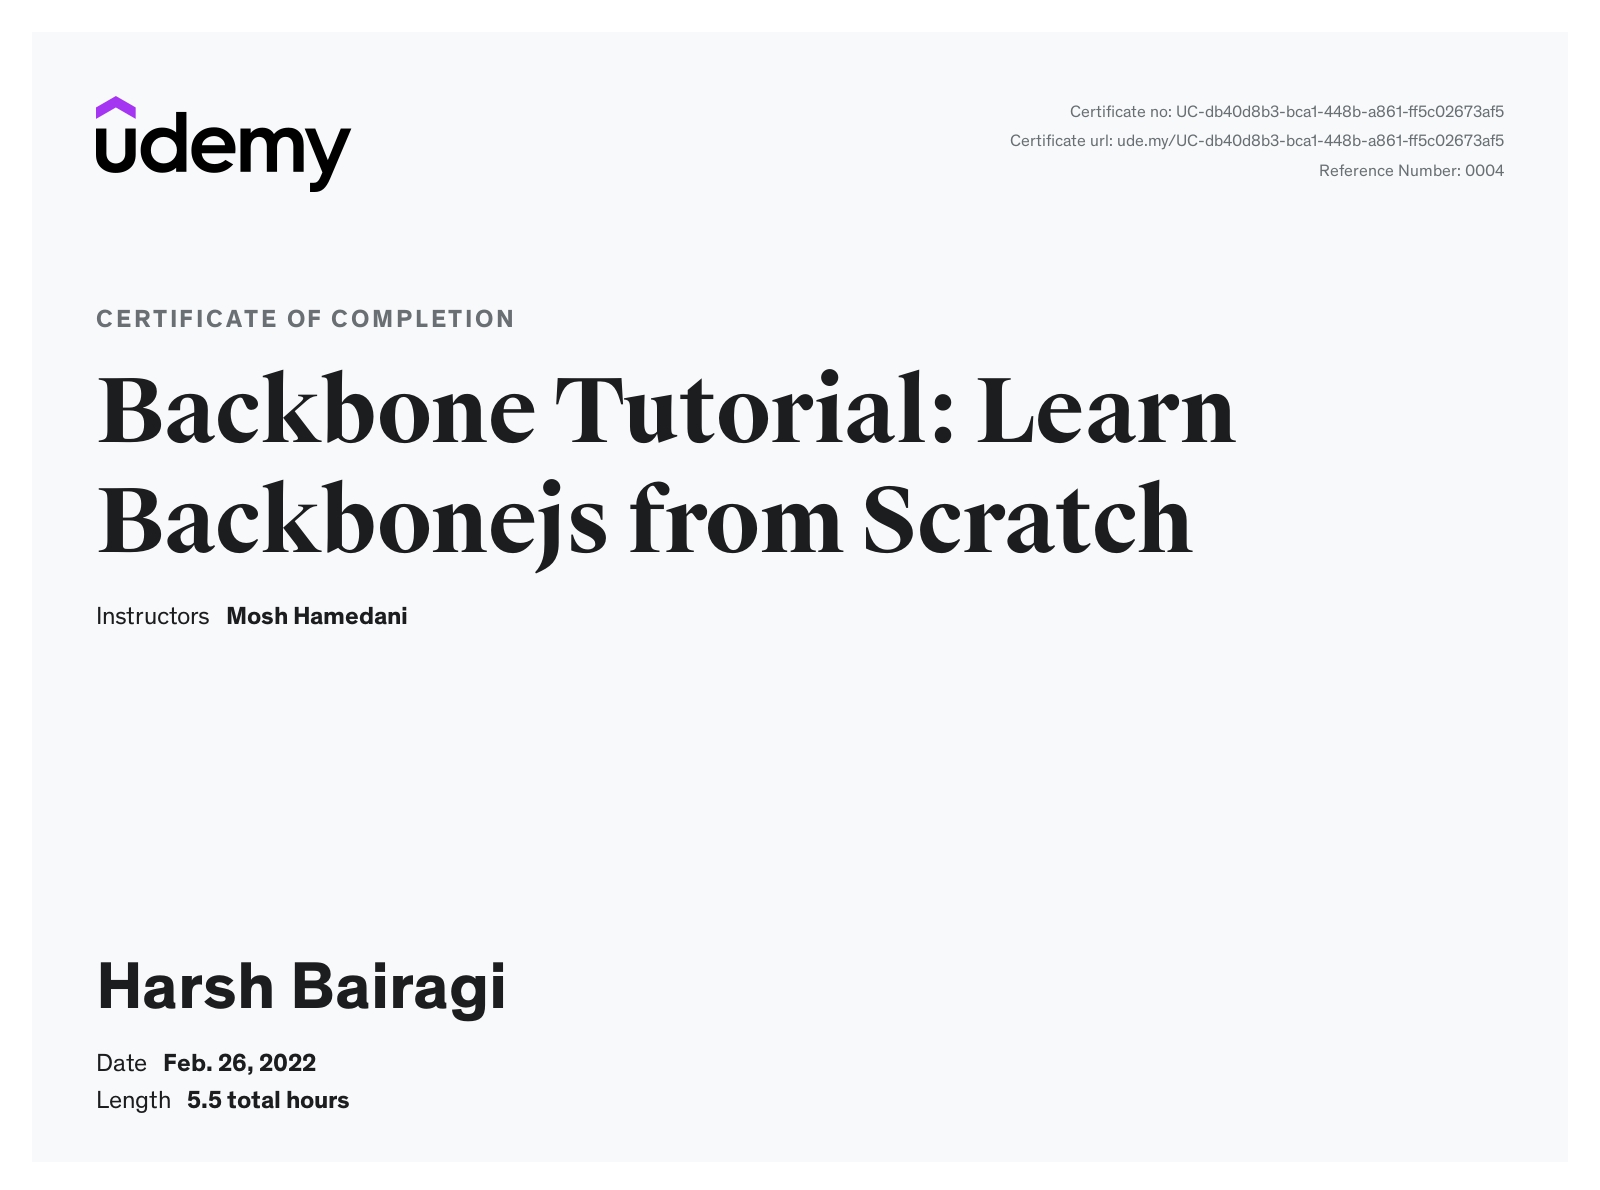 udemy
Certificate no: UC-db40d8b3-bca1-448b-a861-ff5c02673af5
Certificate url: ude.my/UC-db40d8b3-bca1-448b-a861-ff5c02673af5
Reference Number: 0004
CERTIFICATE OF COMPLETION
Backbone Tutorial: Learn
Backbonejs from Scratch
Instructors Mosh Hamedani
Harsh Bairagi
Date Feb. 26, 2022
Length 5.5 total hours